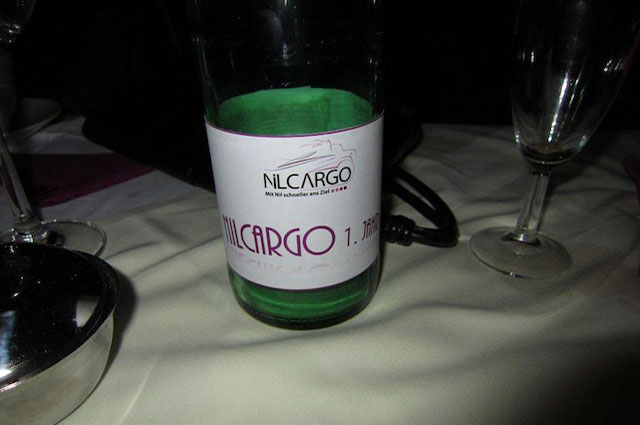 NILCARGO
Mit Nil schneller ans Ziel
NILCARGO 1. JAHR